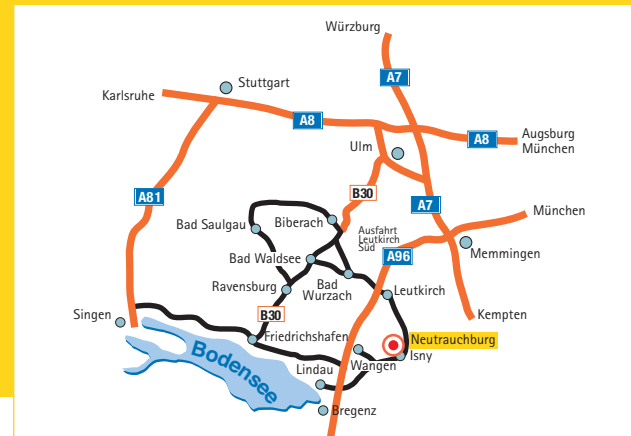 Würzburg
Stuttgart
A7
Karlsruhe
A8
Augsburg
München
A8
Ulm
B30
A81
A7
München
Biberach
Bad Saulgau
Ausfahrt
Leutkirch
Süd
A96
Memmingen
Bad Waldsee
Bad
Wurzach
Ravensburg
Leutkirch
Singen
B30
Kempten
Friedrichshafen
Neutrauchburg
Isny
Bodensee
Wangen
Lindau
Bregenz